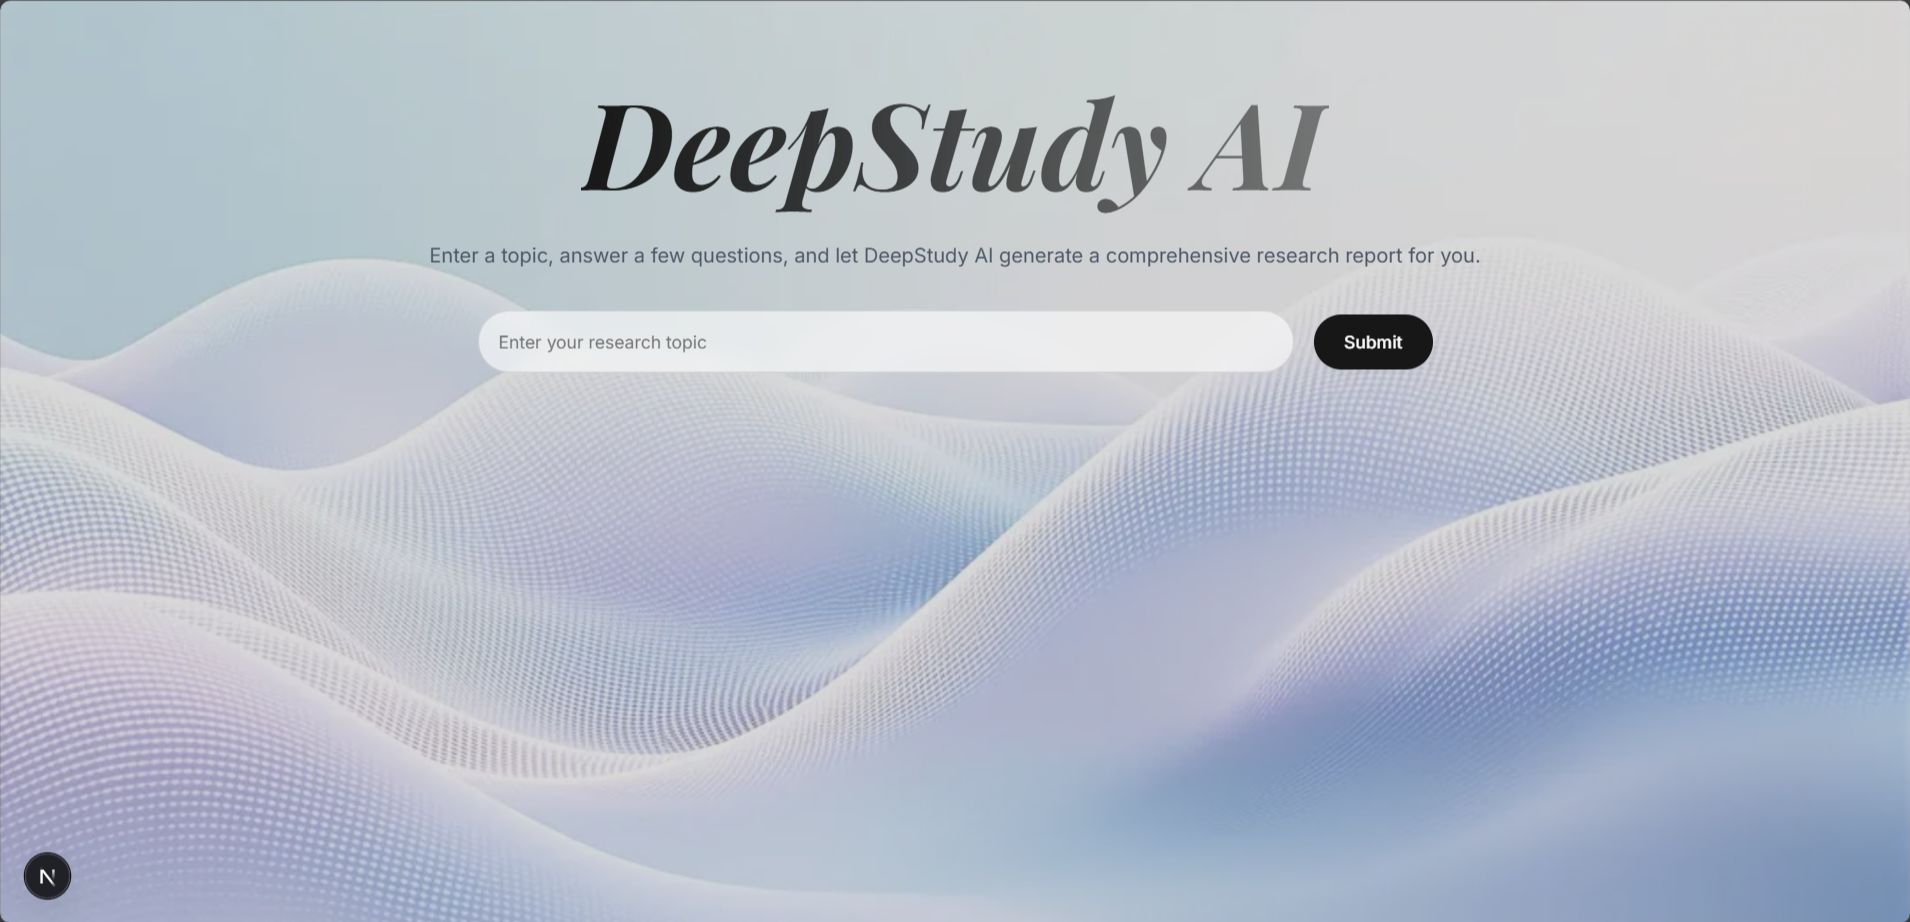 DeepStudy AI
Enter a topic, answer a few questions, and let DeepStudy AI generate a comprehensive research report for you.
Enter your research topic
Submit
N